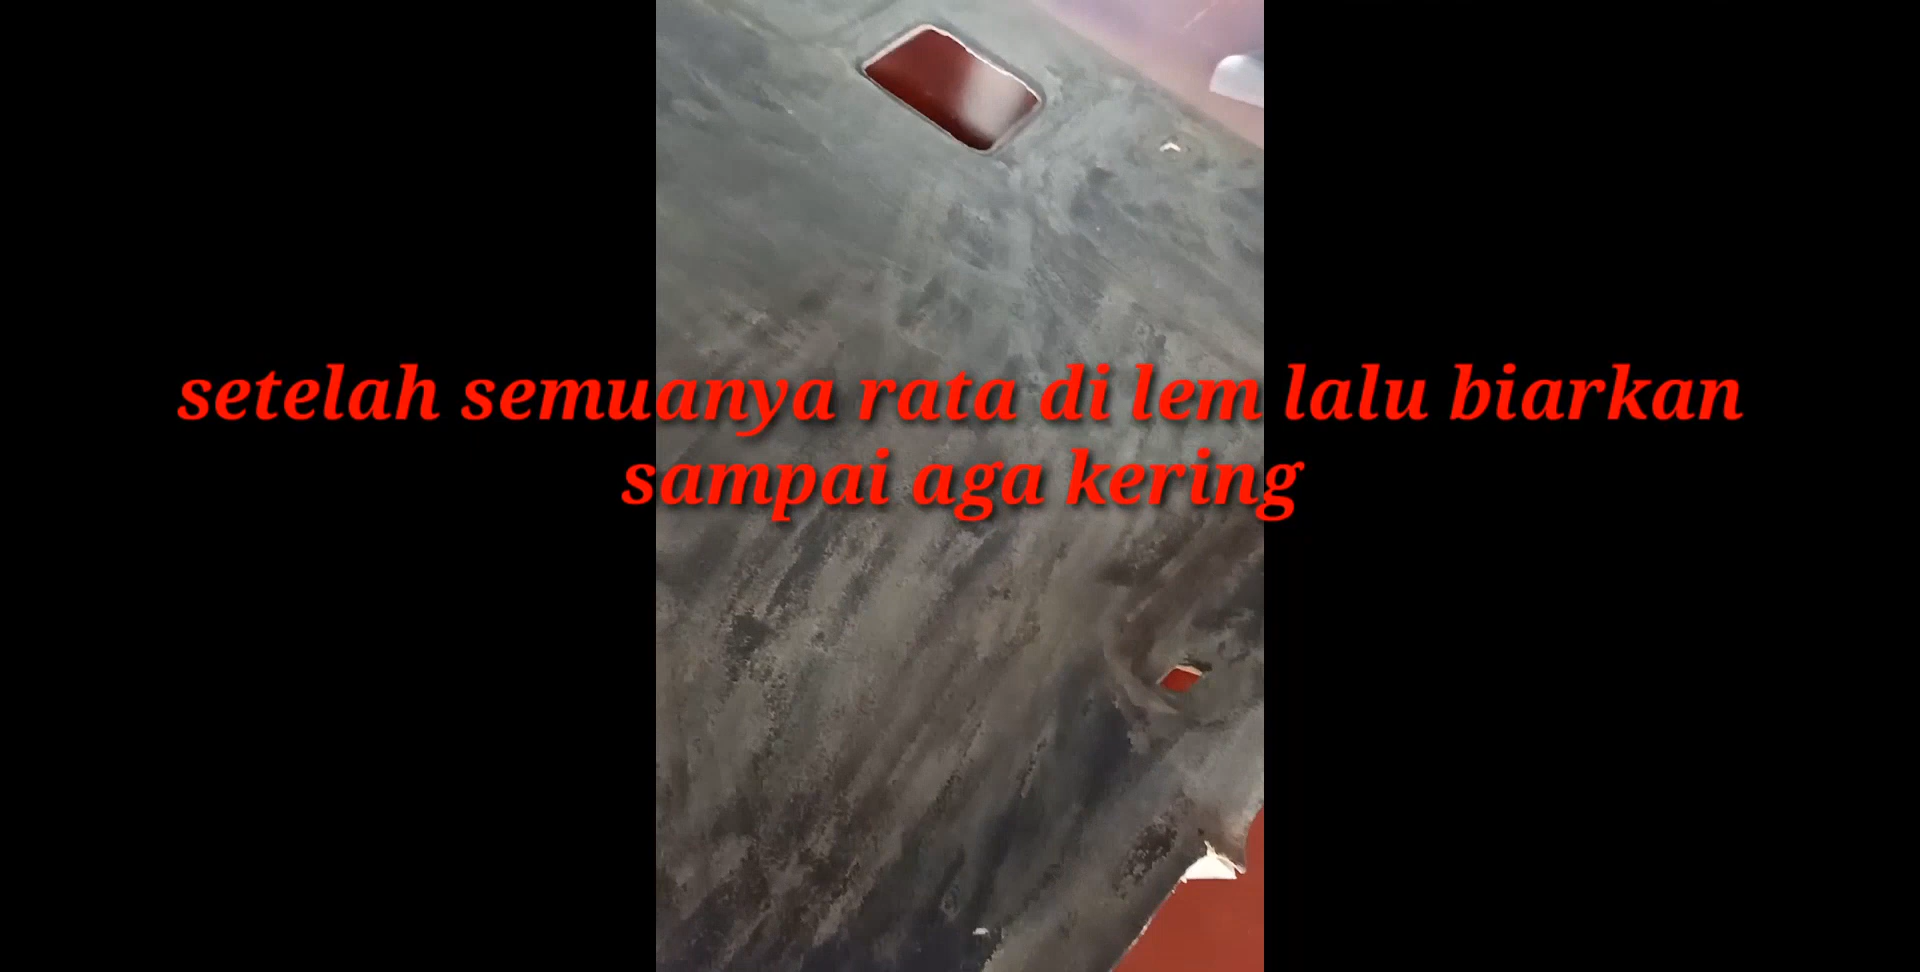 setelah semuanya rata di lem lalu biarkan
sampai aga kering